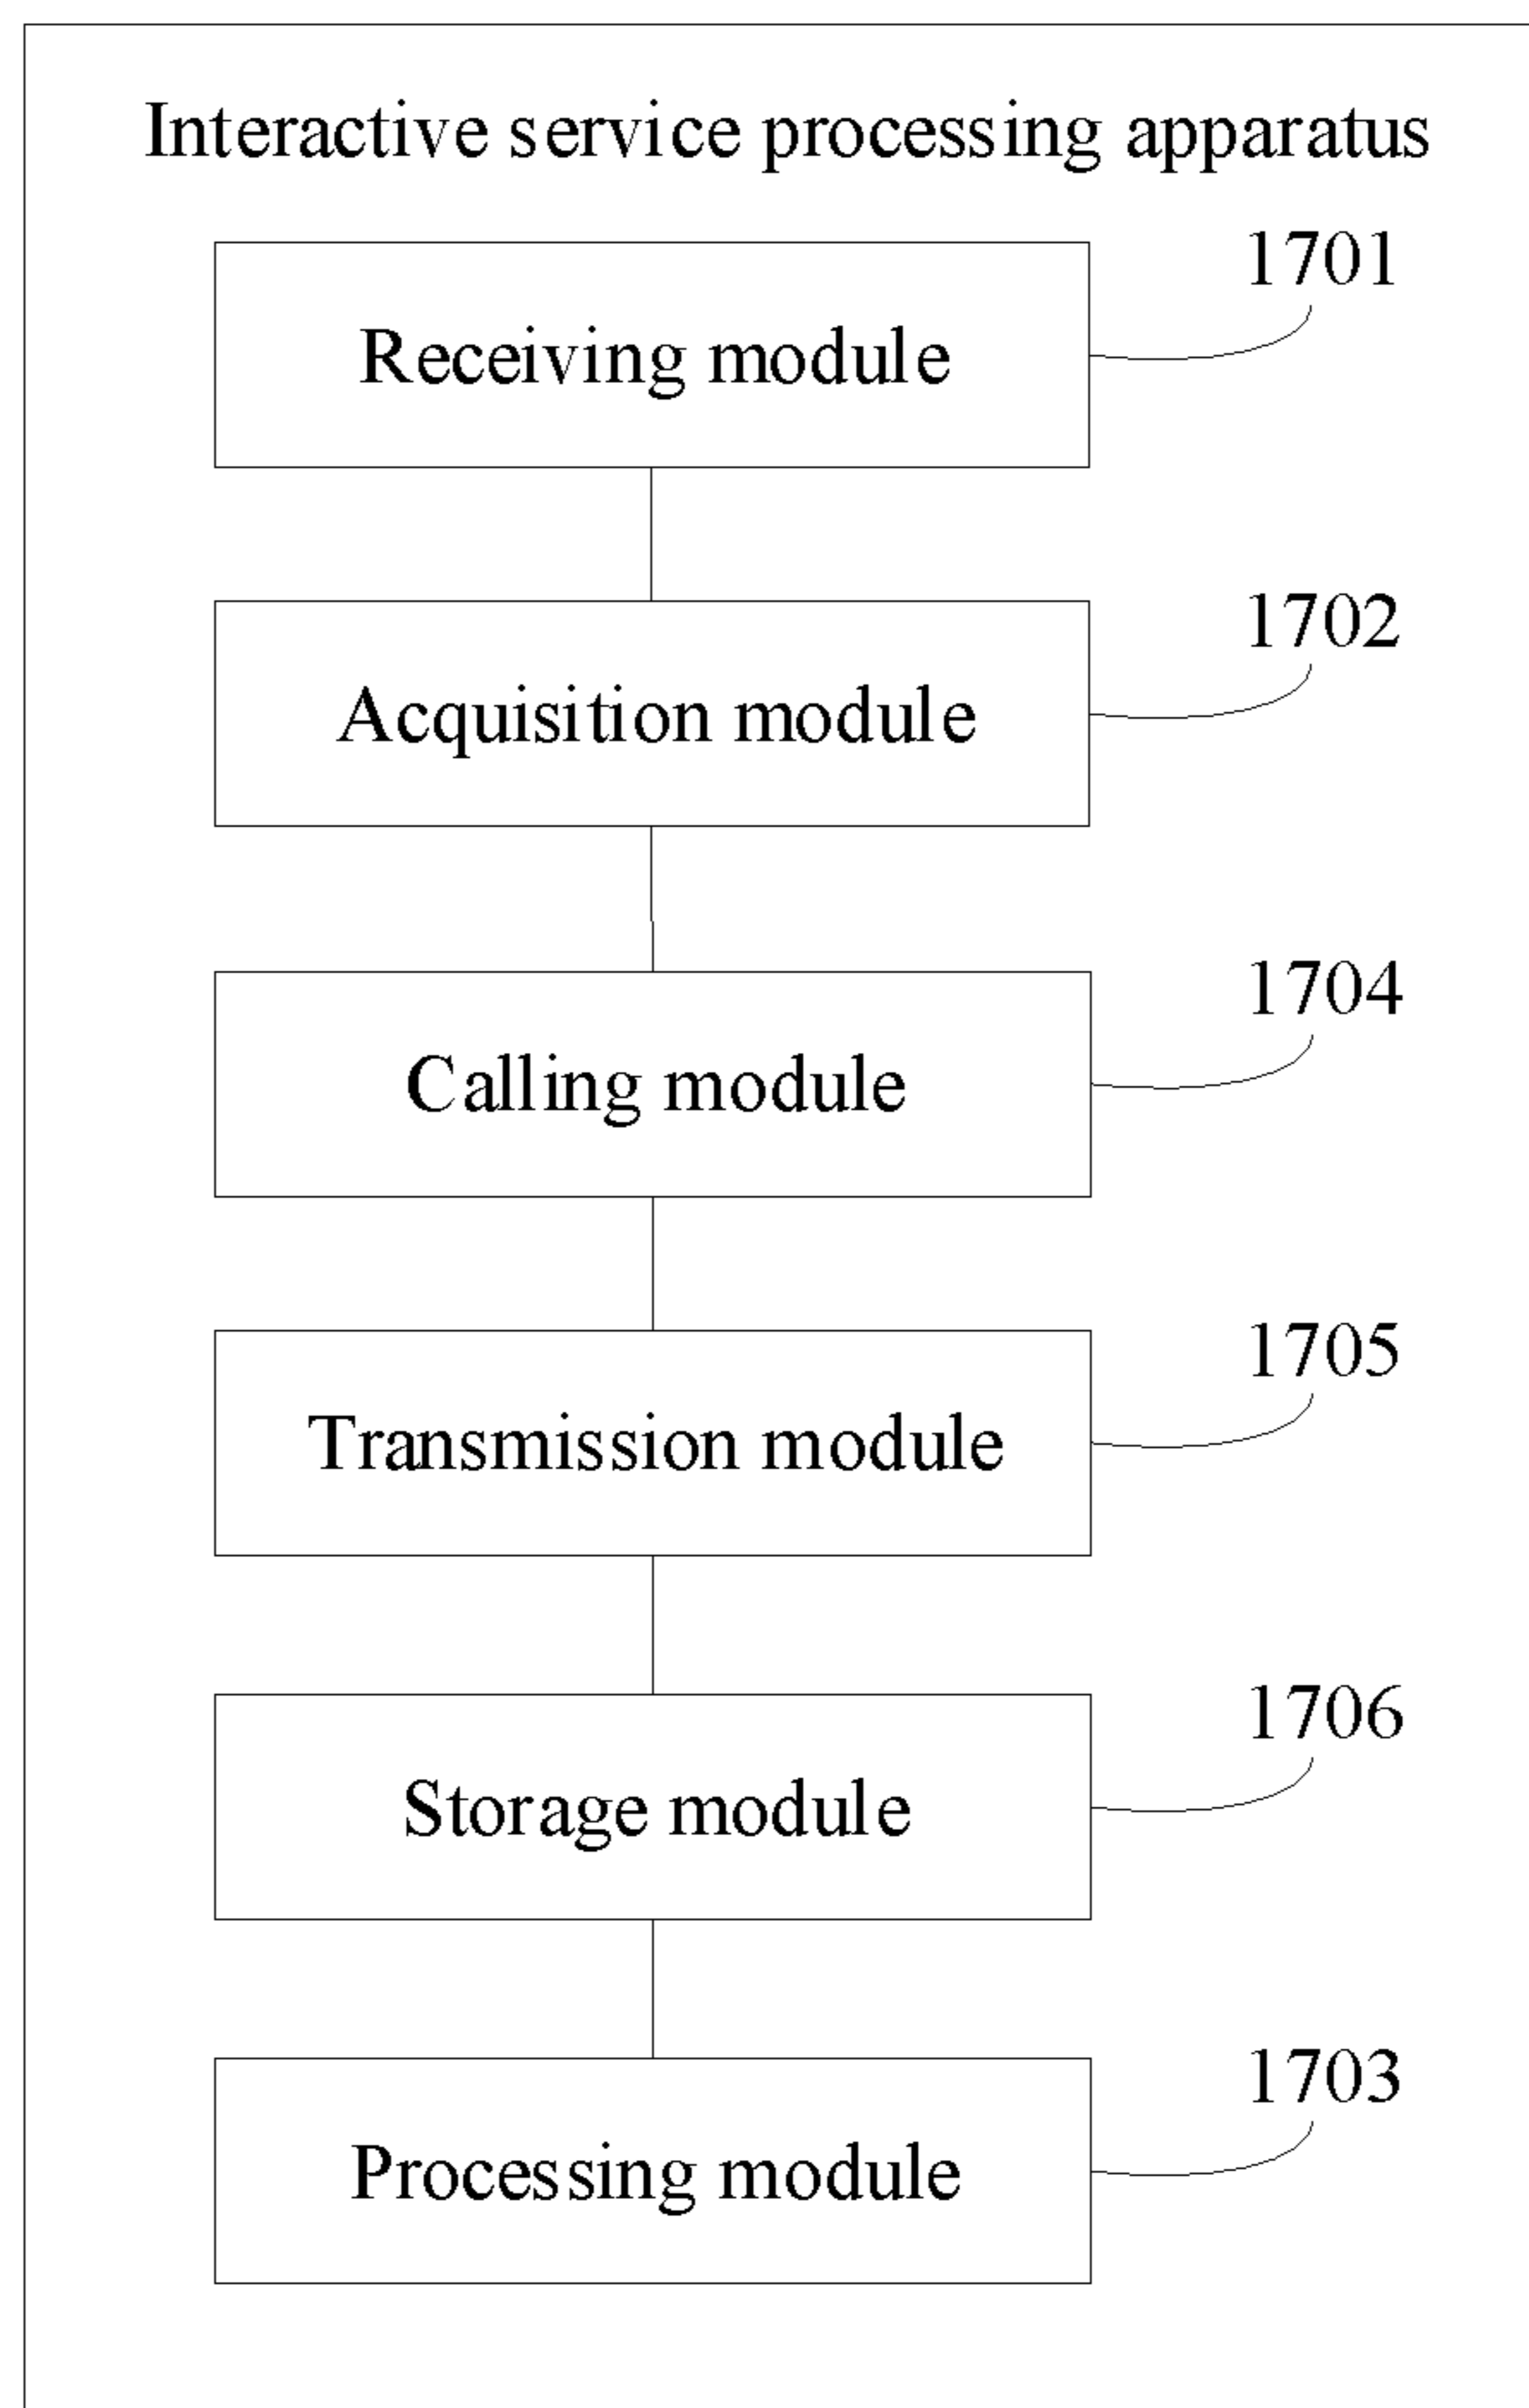 Interactive service processing apparatus
1701
Receiving module
1702
Acquisition module
1704
Calling module
1705
Transmission module
1706
Storage module
1703
Processing module